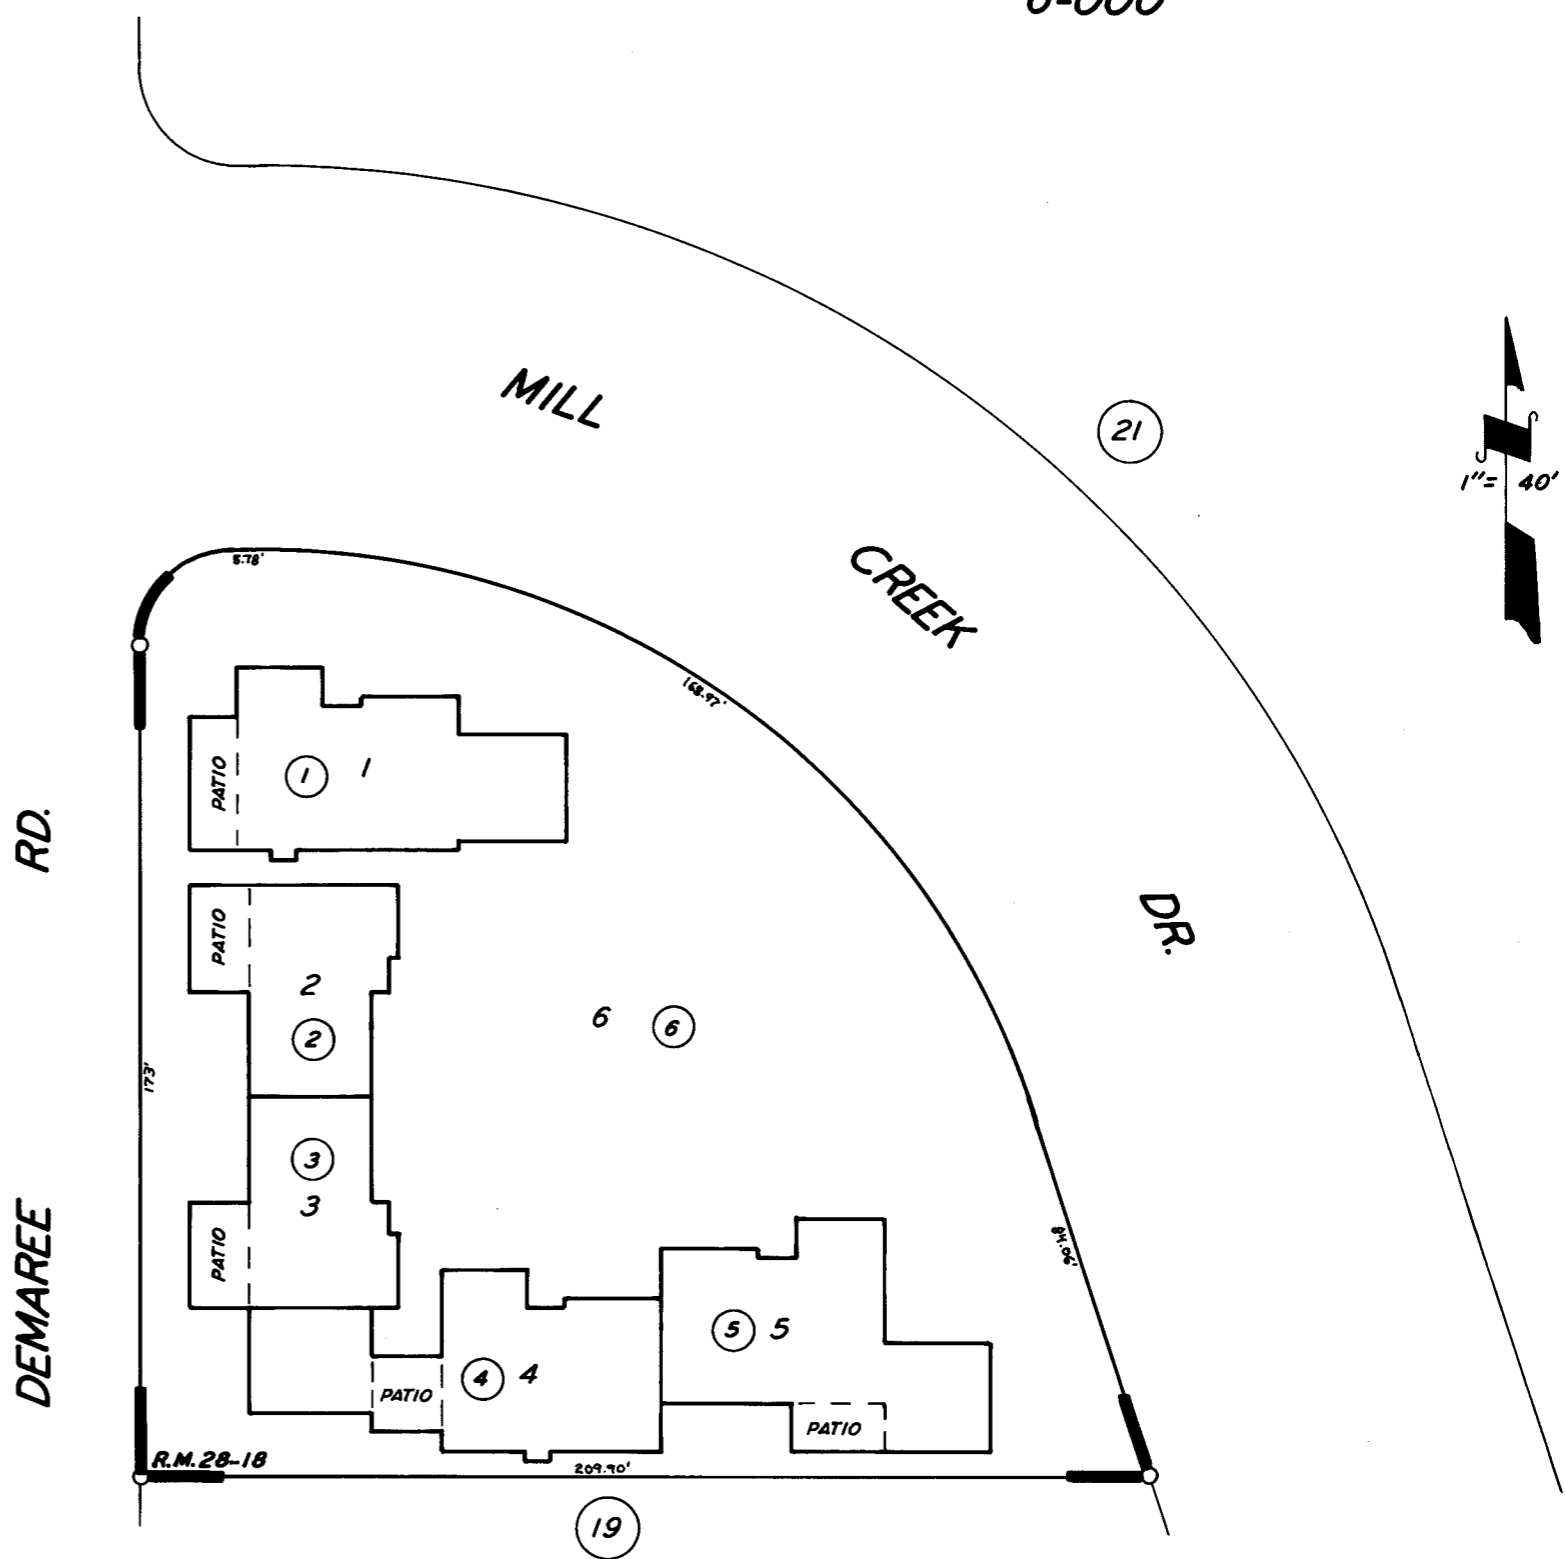 MILL
CREEK
DR.
21
1"= 40'
5.78'
168.97'
PATIO
1 1
RD.
PATIO
2
2
6 6
173'
3
3
PATIO
84.06'
DEMAREE
5 5
4 4
PATIO
PATIO
R.M.28-18
209.90'
19